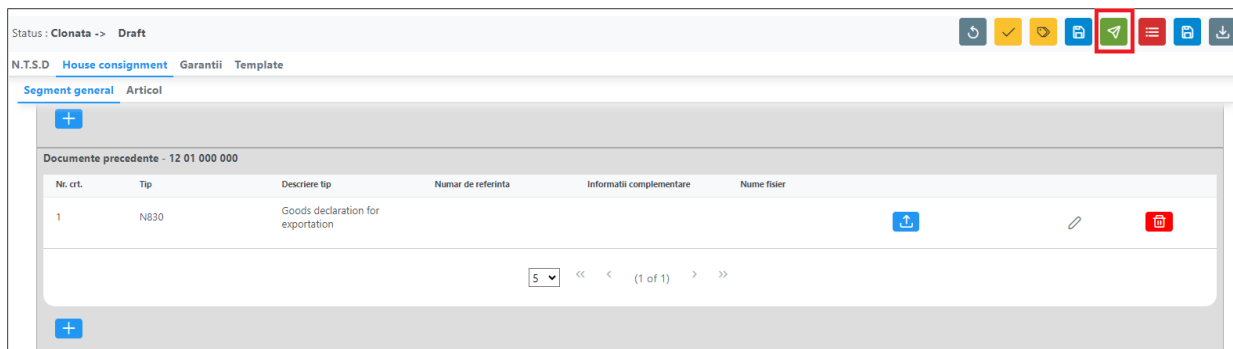 Status : Clonata -> Draft
N.T.S.D House consignment Garantii Template
Segment general Articol
Documente precedente - 12 01 000 000
Nr. crt. Tip Descriere tip Numar de referinta Informatii complementare Nume fisier
1 N830 Goods declaration for exportation
5 (1 of 1)